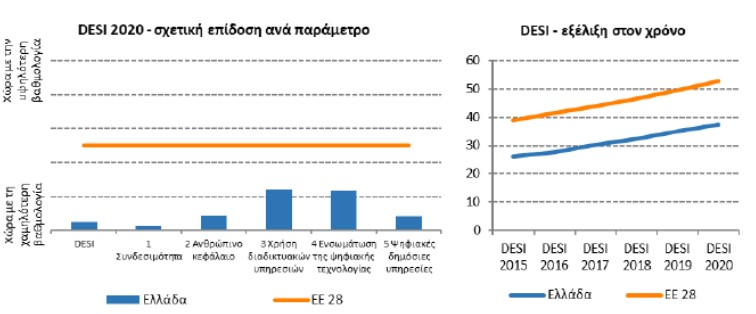 DESI 2020 - σχετική επίδοση ανά παράμετρο
Χώρα με την
υψηλότερη
βαθμολογία
Χώρα με τη
χαμηλότερη
βαθμολογία
DESI
1
Συνδεσιμότητα
2 Ανθρώπινο
κεφάλαιο
3 Χρήση
διαδικτυακών
υπηρεσιών
4 Ενσωμάτωση
της ψηφιακής
τεχνολογίας
5 Ψηφιακές
δημόσιες
υπηρεσίες
Ελλάδα
ΕΕ 28
DESI - εξέλιξη στον χρόνο
60
50
40
30
20
10
0
DESI
2015
DESI
2016
DESI
2017
DESI
2018
DESI
2019
DESI
2020
Ελλάδα
ΕΕ 28